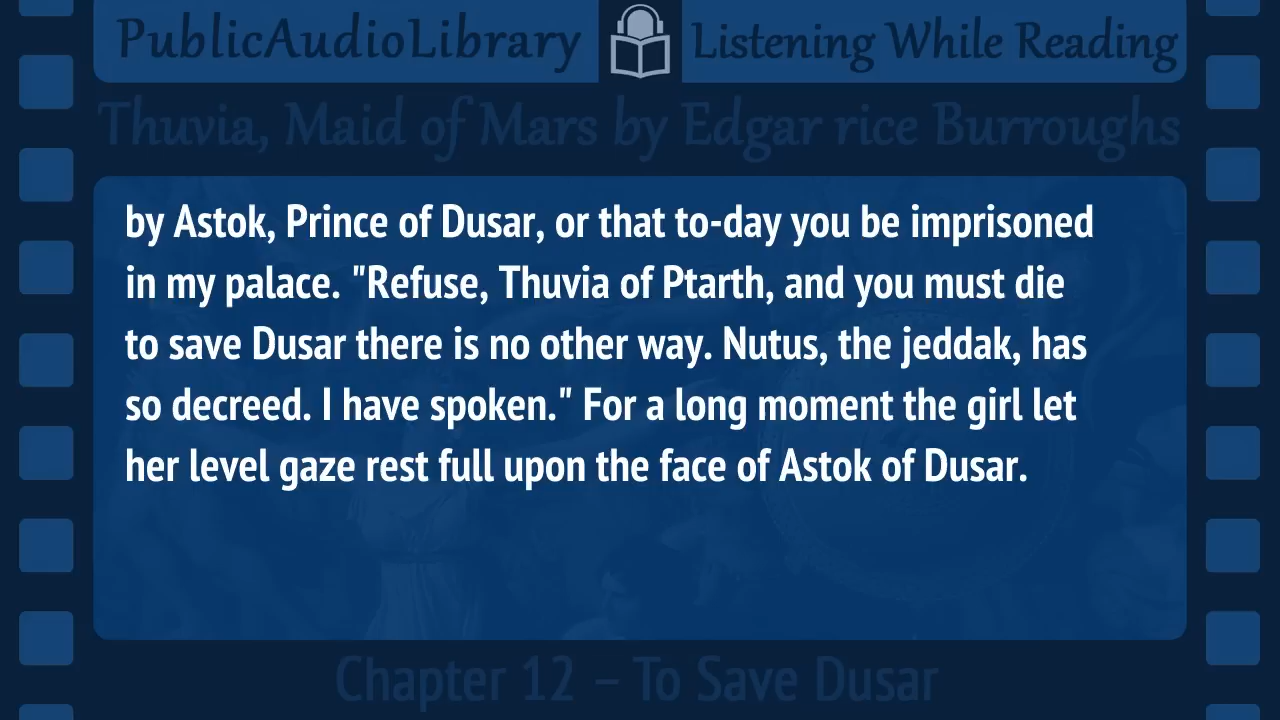 PublicAudioLibrary Listening While Reading
Thuvia, Maid of Mars by Edgar rice Burroughs
by Astok, Prince of Dusar, or that to-day you be imprisoned
in my palace. "Refuse, Thuvia of Ptarth, and you must die
to save Dusar there is no other way. Nutus, the jeddak, has
so decreed. I have spoken." For a long moment the girl let
her level gaze rest full upon the face of Astok of Dusar.
Chapter 12 – To Save Dusar